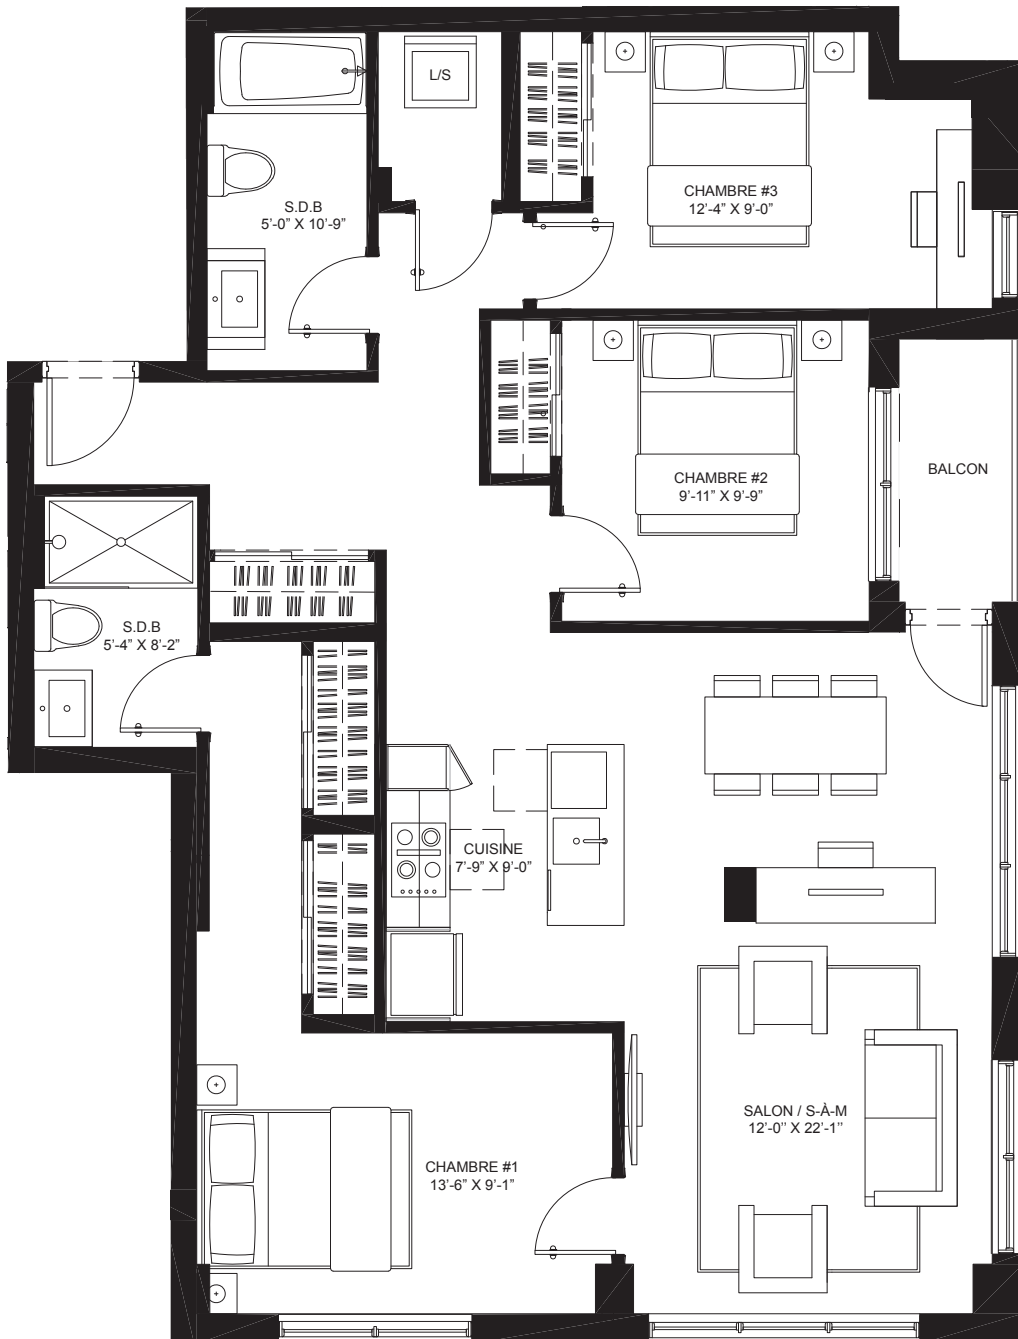 L/S
CHAMBRE #3
12'-4” X 9'-0”
S.D.B
5'-0” X 10'-9”
CHAMBRE #2
9'-11” X 9'-9”
BALCON
S.D.B
5'-4” X 8'-2”
CUISINE
7'-9” X 9'-0”
SALON / S-À-M
12'-0'' X 22'-1''
CHAMBRE #1
13'-6” X 9'-1”